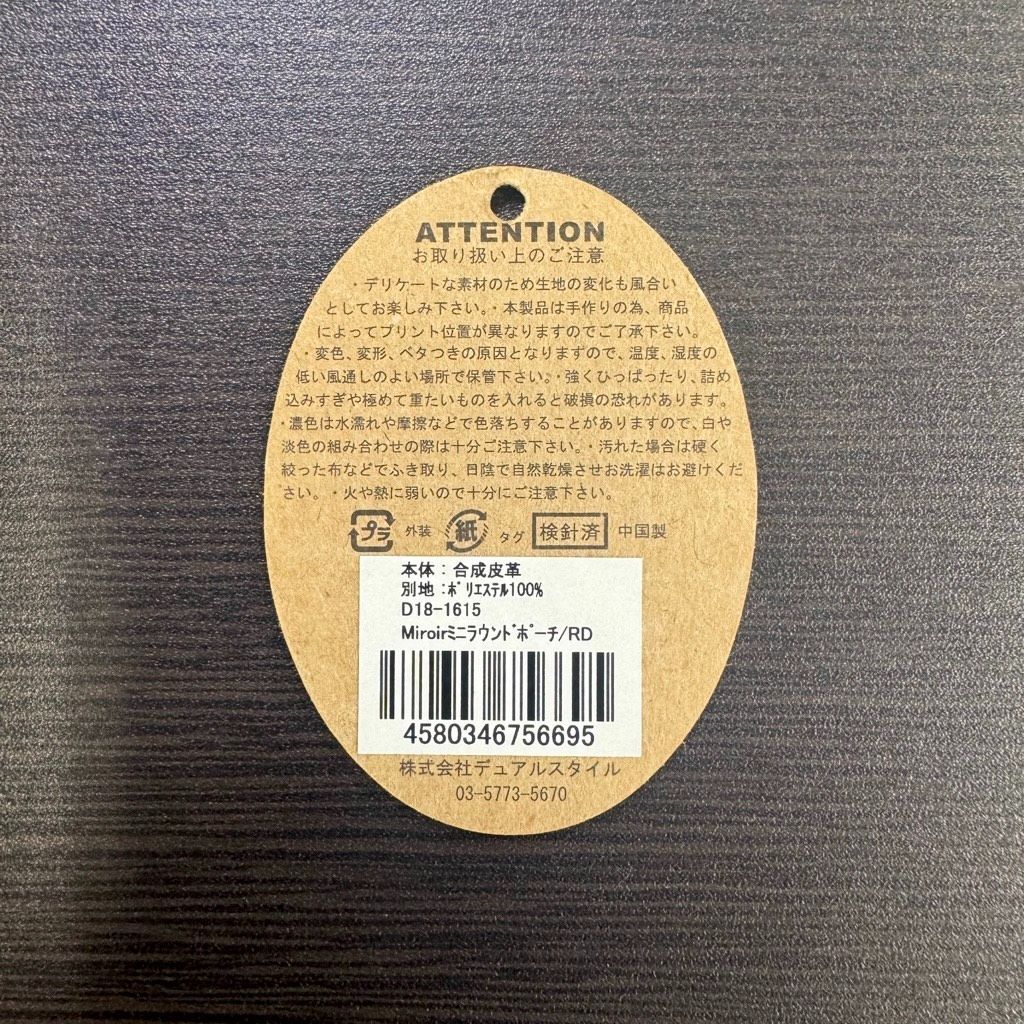 ATTENTION
お取り扱い上のご注意
・デリケートな素材のため生地の変化も風合い
としてお楽しみ下さい。・本製品は手作りの為、商品
によってプリント位置が異なりますのでご了承下さい。
・変色、変形、ベタつきの原因となりますので、温度、湿度の
低い風通しのよい場所で保管下さい。・強くひっぱったり、詰め
込みすぎや極めて重たいものを入れると破損の恐れがあります。
・濃色は水濡れや摩擦などで色落ちすることがありますので、白や
淡色の組み合わせの際は十分ご注意下さい。・汚れた場合は硬く
絞った布などでふき取り、日陰で自然乾燥させお洗濯はお避けくだ
さい。・火や熱に弱いので十分にご注意下さい。
プラ 外装 紙 タグ 検針済 中国製
本体：合成皮革
別地：ﾎﾟﾘｴｽﾃﾙ100%
D18-1615
Miroirﾐﾆﾗｳﾝﾄﾞﾎﾟｰﾁ/RD
4580346756695
株式会社デュアルスタイル
03-5773-5670